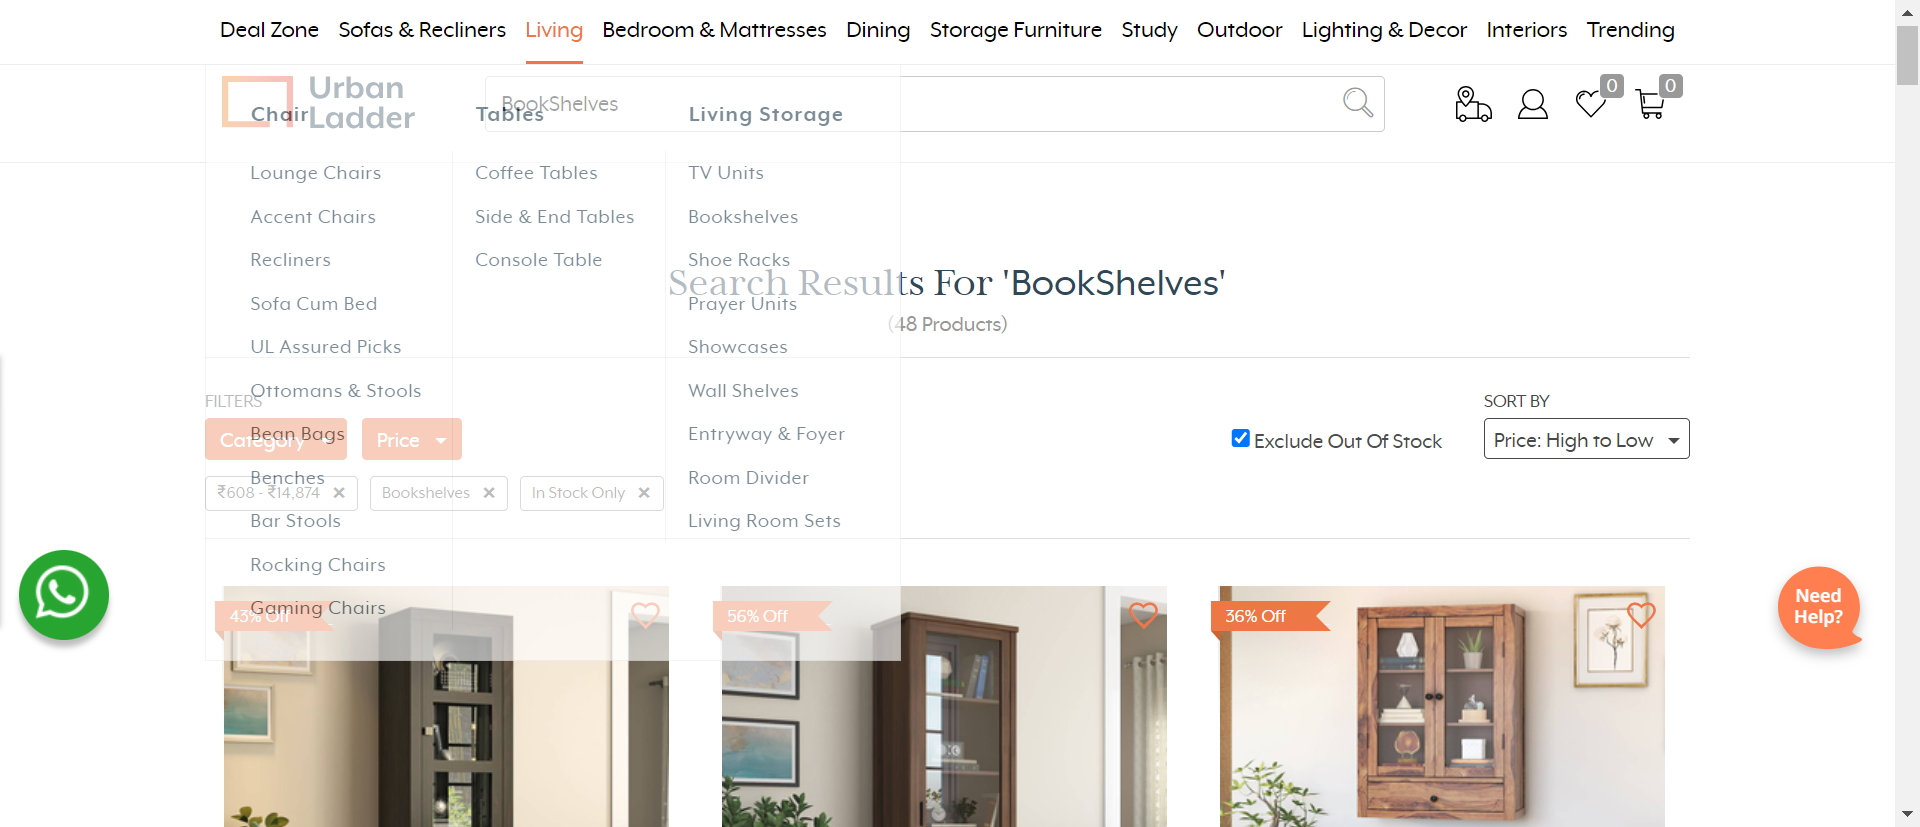 Deal Zone Sofas & Recliners Living Bedroom & Mattresses Dining Storage Furniture Study Outdoor Lighting & Decor Interiors Trending
Urban
Ladder
BookShelves
0
0
Chair
Lounge Chairs
Accent Chairs
Recliners
Sofa Cum Bed
UL Assured Picks
Ottomans & Stools
Bean Bags
Benches
Bar Stools
Rocking Chairs
Gaming Chairs
Tables
Coffee Tables
Side & End Tables
Console Table
Living Storage
TV Units
Bookshelves
Shoe Racks
Prayer Units
Showcases
Wall Shelves
Entryway & Foyer
Room Divider
Living Room Sets
Search Results For 'BookShelves'
(48 Products)
FILTERS
Category
Price
Exclude Out Of Stock
SORT BY
Price: High to Low
₹608 - ₹14,874
Bookshelves
In Stock Only
43% Off
56% Off
36% Off
Need
Help?